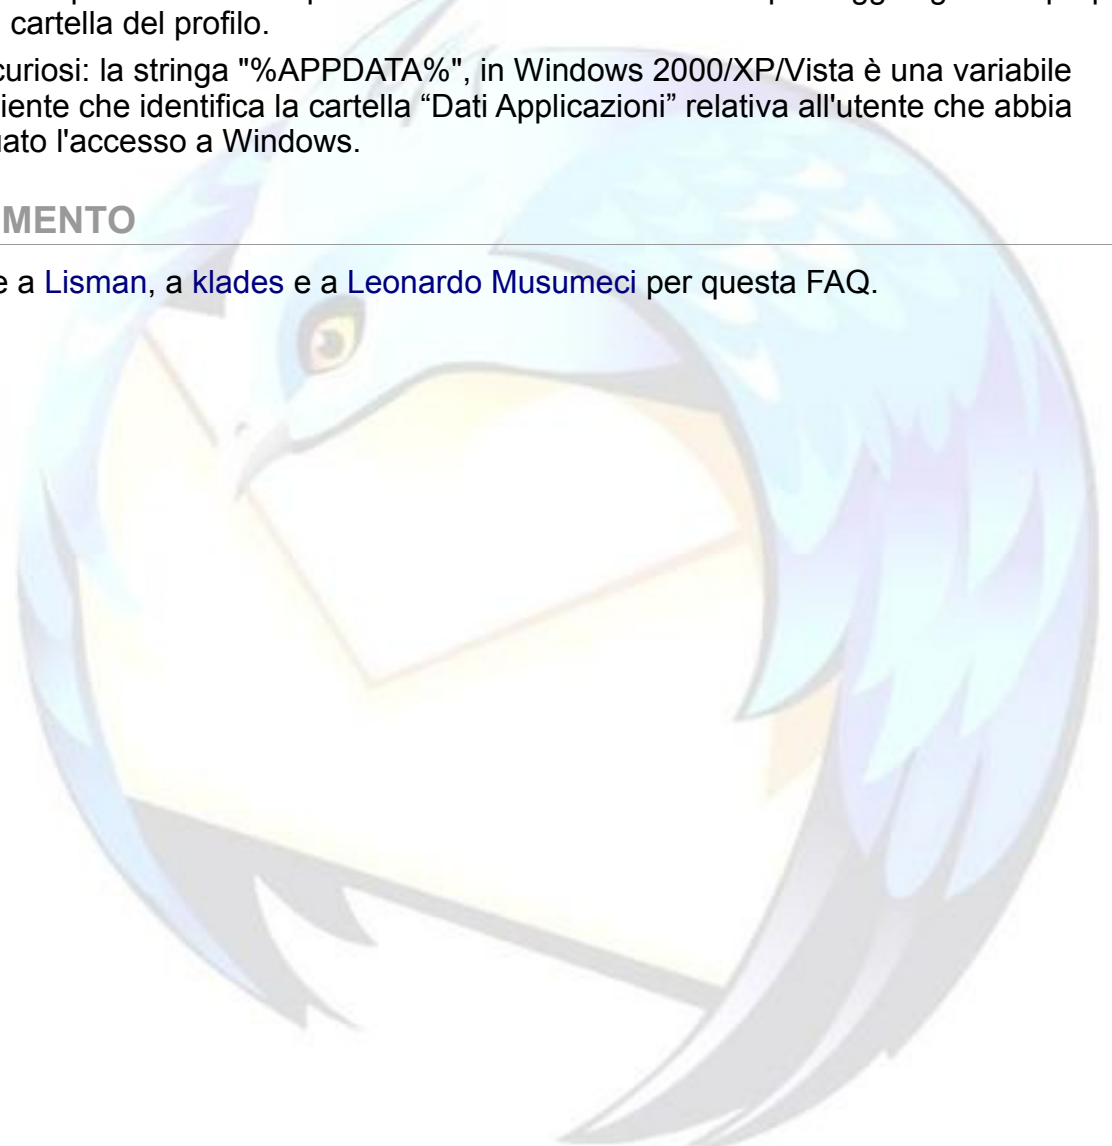 cartella del profilo.
curiosi: la stringa "%APPDATA%", in Windows 2000/XP/Vista è una variabile
iente che identifica la cartella “Dati Applicazioni” relativa all'utente che abbia
ato l'accesso a Windows.
MENTO
e a Lisman, a klades e a Leonardo Musumeci per questa FAQ.